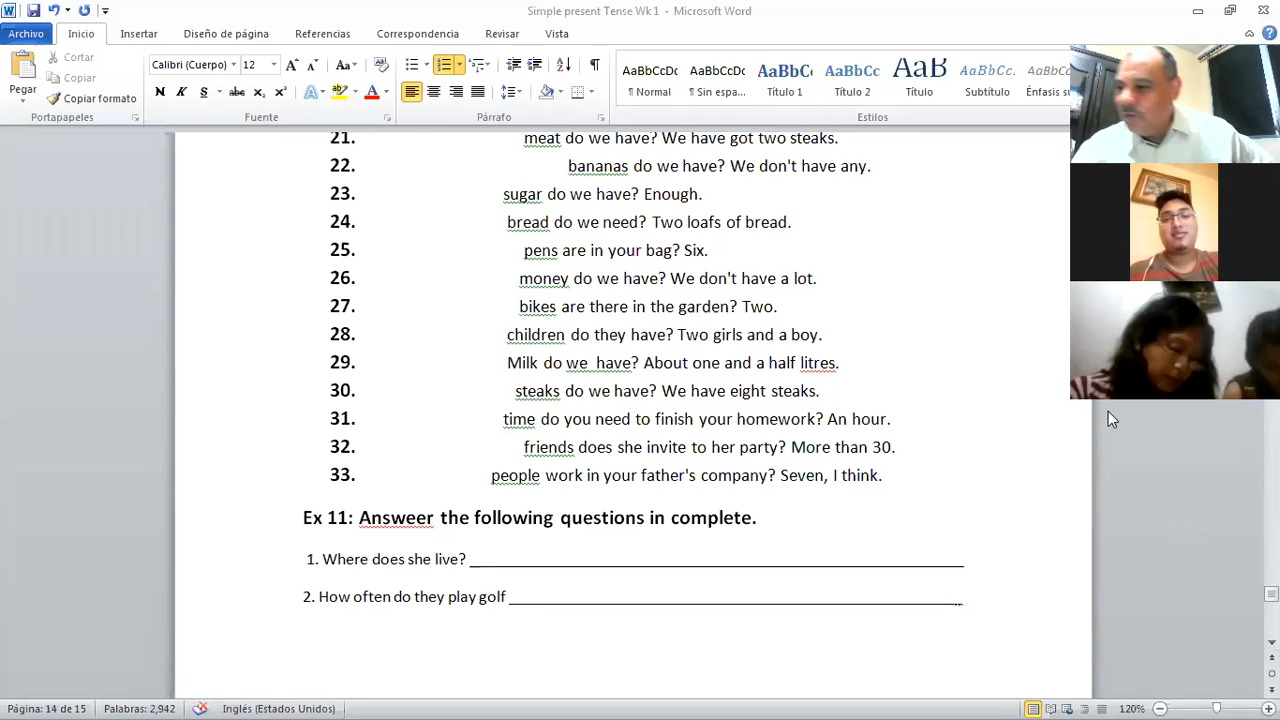 Simple present Tense Wk1 - Microsoft Word
Archivo Inicio Insertar Diseño de página Referencias Correspondencia Revisar Vista
Pegar
Cortar
Copiar
Copiar formato
Portapapeles
Calibri (Cuerpo) 12
Fuente
Párrafo
AaBbCcDc AaBbCcDc AaBbC AaBbCc AaB AaBbCc AaBbCcD
¶ Normal ¶ Sin espa... Título 1 Título 2 Título Subtítulo Énfasis su
Estilos
21. meat do we have? We have got two steaks.
22. bananas do we have? We don't have any.
23. sugar do we have? Enough.
24. bread do we need? Two loafs of bread.
25. pens are in your bag? Six.
26. money do we have? We don't have a lot.
27. bikes are there in the garden? Two.
28. children do they have? Two girls and a boy.
29. Milk do we have? About one and a half litres.
30. steaks do we have? We have eight steaks.
31. time do you need to finish your homework? An hour.
32. friends does she invite to her party? More than 30.
33. people work in your father's company? Seven, I think.
Ex 11: Answeer the following questions in complete.
1. Where does she live?
2. How often do they play golf
Página: 14 de 15 Palabras: 2,942 Inglés (Estados Unidos) 120%